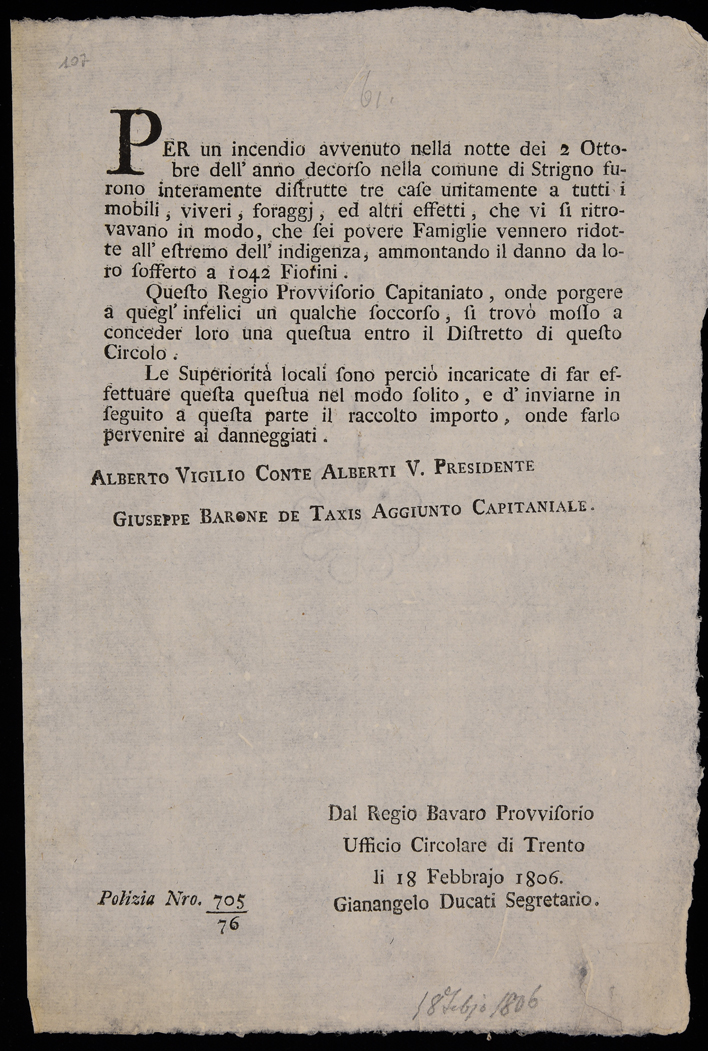 107
61.
PER un incendio avvenuto nella notte dei 2 Otto-
bre dell' anno decorſo nella comune di Strigno fu-
rono interamente diſtrutte tre caſe unitamente a tutti i
mobili, viveri, foraggj, ed altri effetti, che vi ſi ritro-
vavano in modo, che ſei povere Famiglie vennero ridot-
te all' eſtremo dell' indigenza, ammontando il danno da lo-
ro ſofferto a 1042 Fiorini.
Queſto Regio Provviſorio Capitaniato, onde porgere
a quegl' infelici un qualche ſoccorſo, ſi trovò moſſo a
conceder loro una queſtua entro il Diſtretto di queſto
Circolo.
Le Superiorità locali ſono perciò incaricate di far ef-
fettuare queſta queſtua nel modo ſolito, e d' inviarne in
ſeguito a queſta parte il raccolto importo, onde farlo
pervenire ai danneggiati.
ALBERTO VIGILIO CONTE ALBERTI V. PRESIDENTE
GIUSEPPE BARONE DE TAXIS AGGIUNTO CAPITANIALE.
Dal Regio Bavaro Provviſorio
Ufficio Circolare di Trento
li 18 Febbrajo 1806.
Gianangelo Ducati Segretario.
Polizia Nro. 705
76
18 Febjo 1806